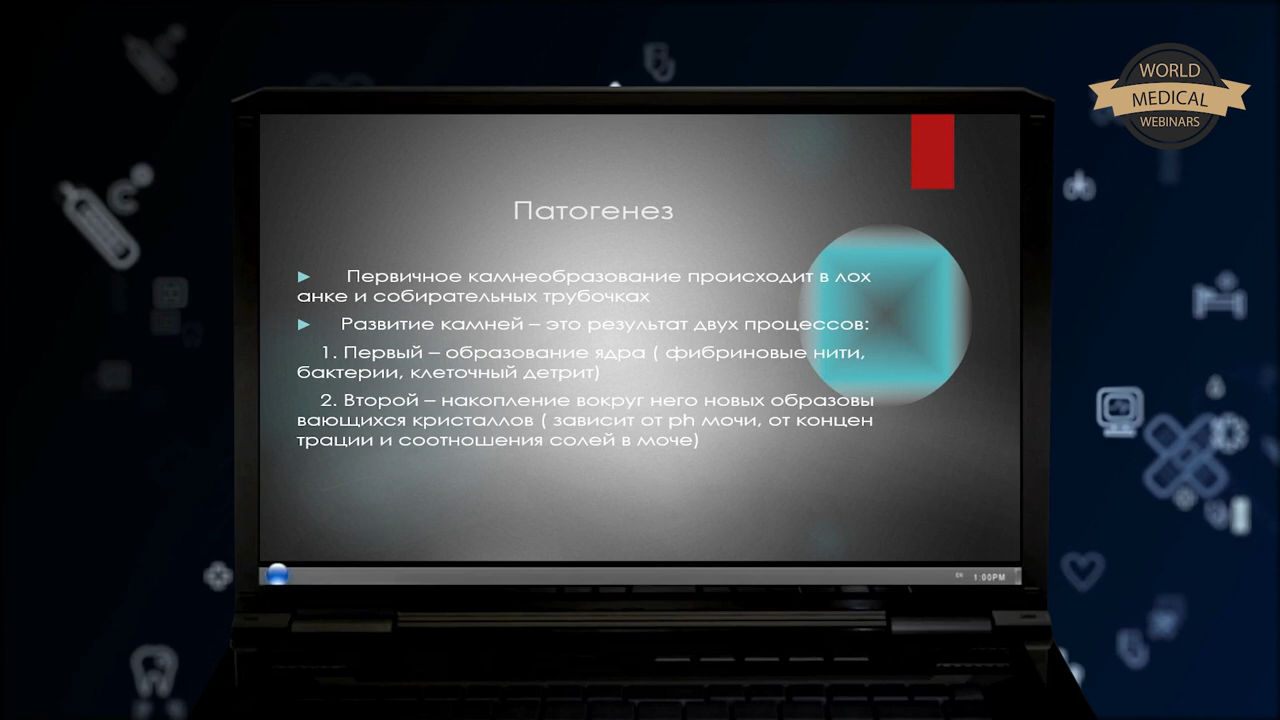 WORLD
MEDICAL
WEBINARS
Патогенез
Первичное камнеобразование происходит в лох
анке и собирательных трубочках
Развитие камней – это результат двух процессов:
1. Первый – образование ядра ( фибриновые нити,
бактерии, клеточный детрит)
2. Второй – накопление вокруг него новых образовы
вающихся кристаллов ( зависит от ph мочи, от концен
трации и соотношения солей в моче)
EN 1:00PM